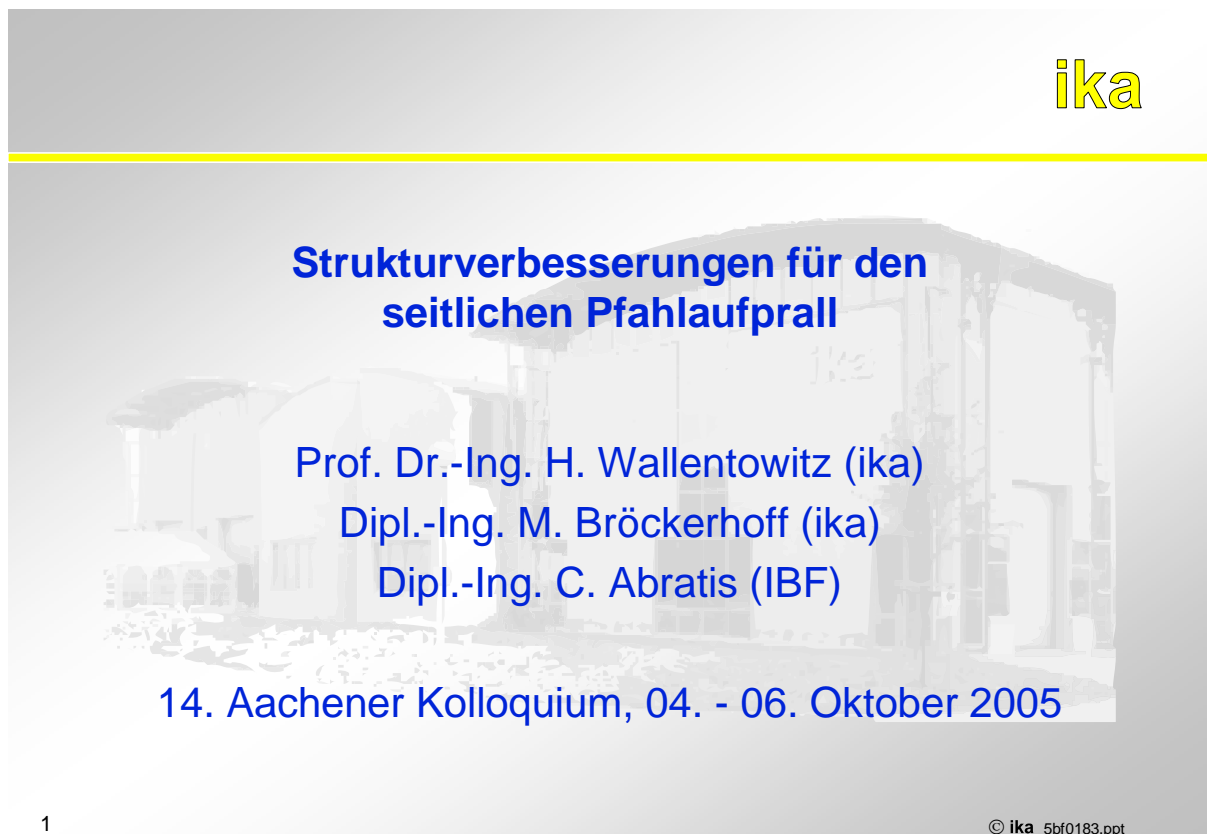 ika
Strukturverbesserungen für den
seitlichen Pfahlaufprall
ika
Prof. Dr.-Ing. H. Wallentowitz (ika)
Dipl.-Ing. M. Bröckerhoff (ika)
Dipl.-Ing. C. Abratis (IBF)
14. Aachener Kolloquium, 04. - 06. Oktober 2005
1
© ika 5bf0183.ppt